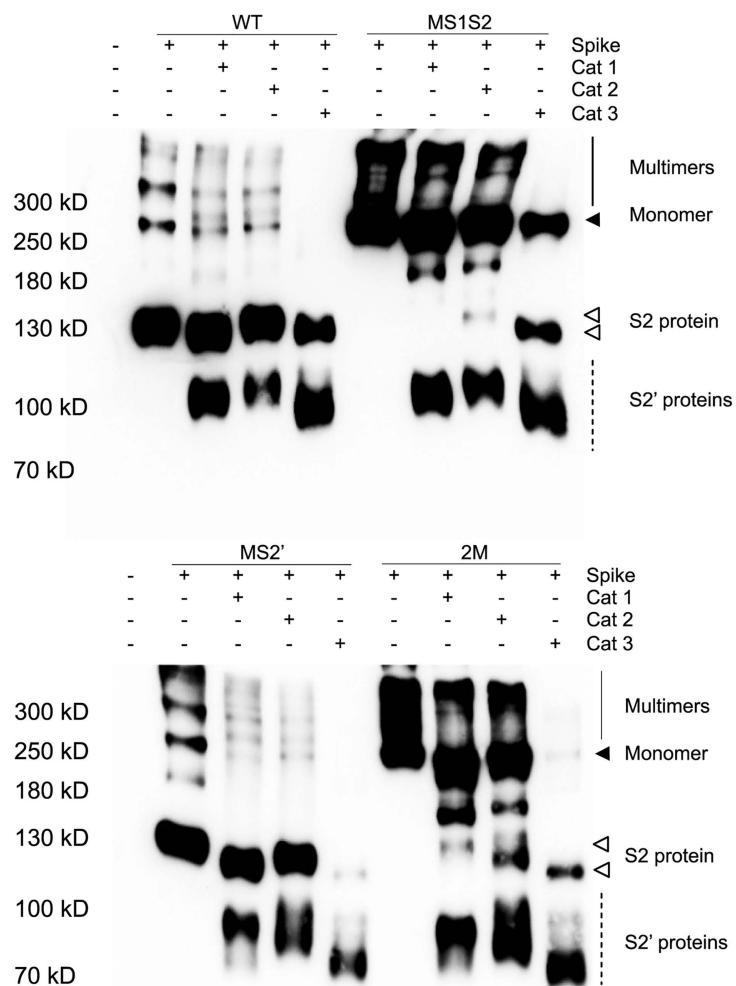 WT MS1S2
- + + + + + + + + Spike
- - + - - - + - - Cat 1
- - - + - - - + - Cat 2
- - - - + - - - + Cat 3
Multimers
300 kD
Monomer
250 kD
180 kD
130 kD
S2 protein
100 kD
S2’ proteins
70 kD
MS2’ 2M
- + + + + + + + + Spike
- - + - - - + - - Cat 1
- - - + - - - + - Cat 2
- - - - + - - - + Cat 3
300 kD
Multimers
250 kD
Monomer
180 kD
130 kD
S2 protein
100 kD
S2’ proteins
70 kD